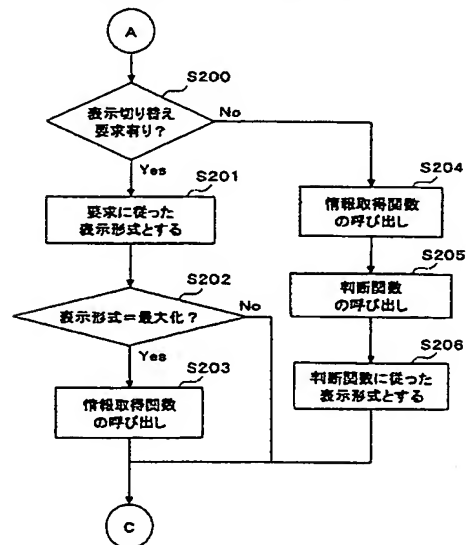 A
S200
表示切り替え
要求有り?
No
Yes
S201
要求に従った
表示形式とする
S202
表示形式=最大化?
No
Yes
S203
情報取得関数
の呼び出し
S204
情報取得関数
の呼び出し
S205
判断関数
の呼び出し
S206
判断関数に従った
表示形式とする
C